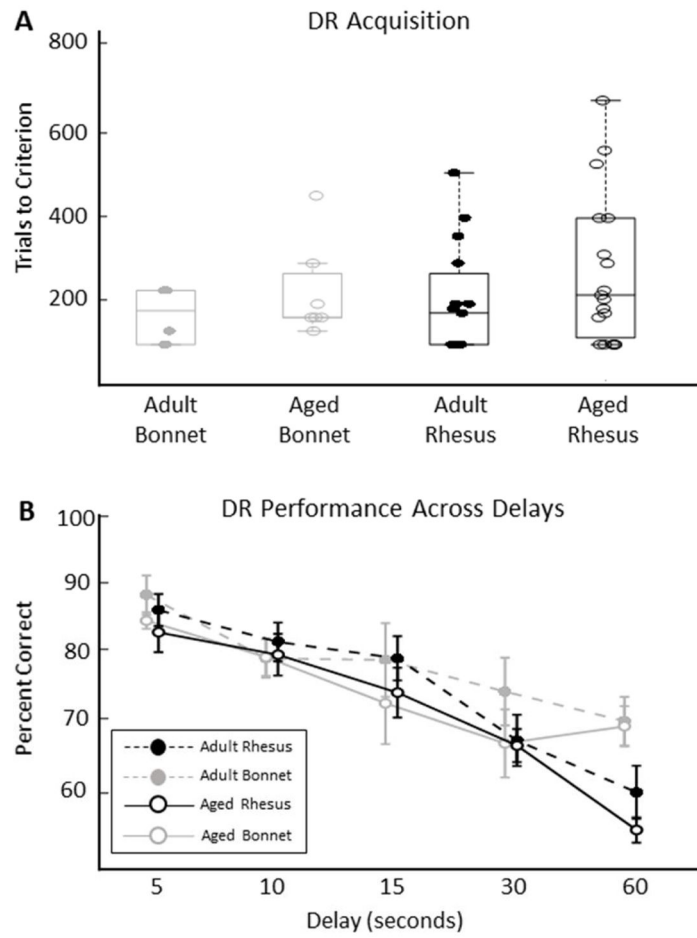 A
DR Acquisition
800
600
400
200
Trials to Criterion
Adult
Bonnet
Aged
Bonnet
Adult
Rhesus
Aged
Rhesus
B
DR Performance Across Delays
100
90
80
70
60
Percent Correct
Adult Rhesus
Adult Bonnet
Aged Rhesus
Aged Bonnet
5 10 15 30 60
Delay (seconds)